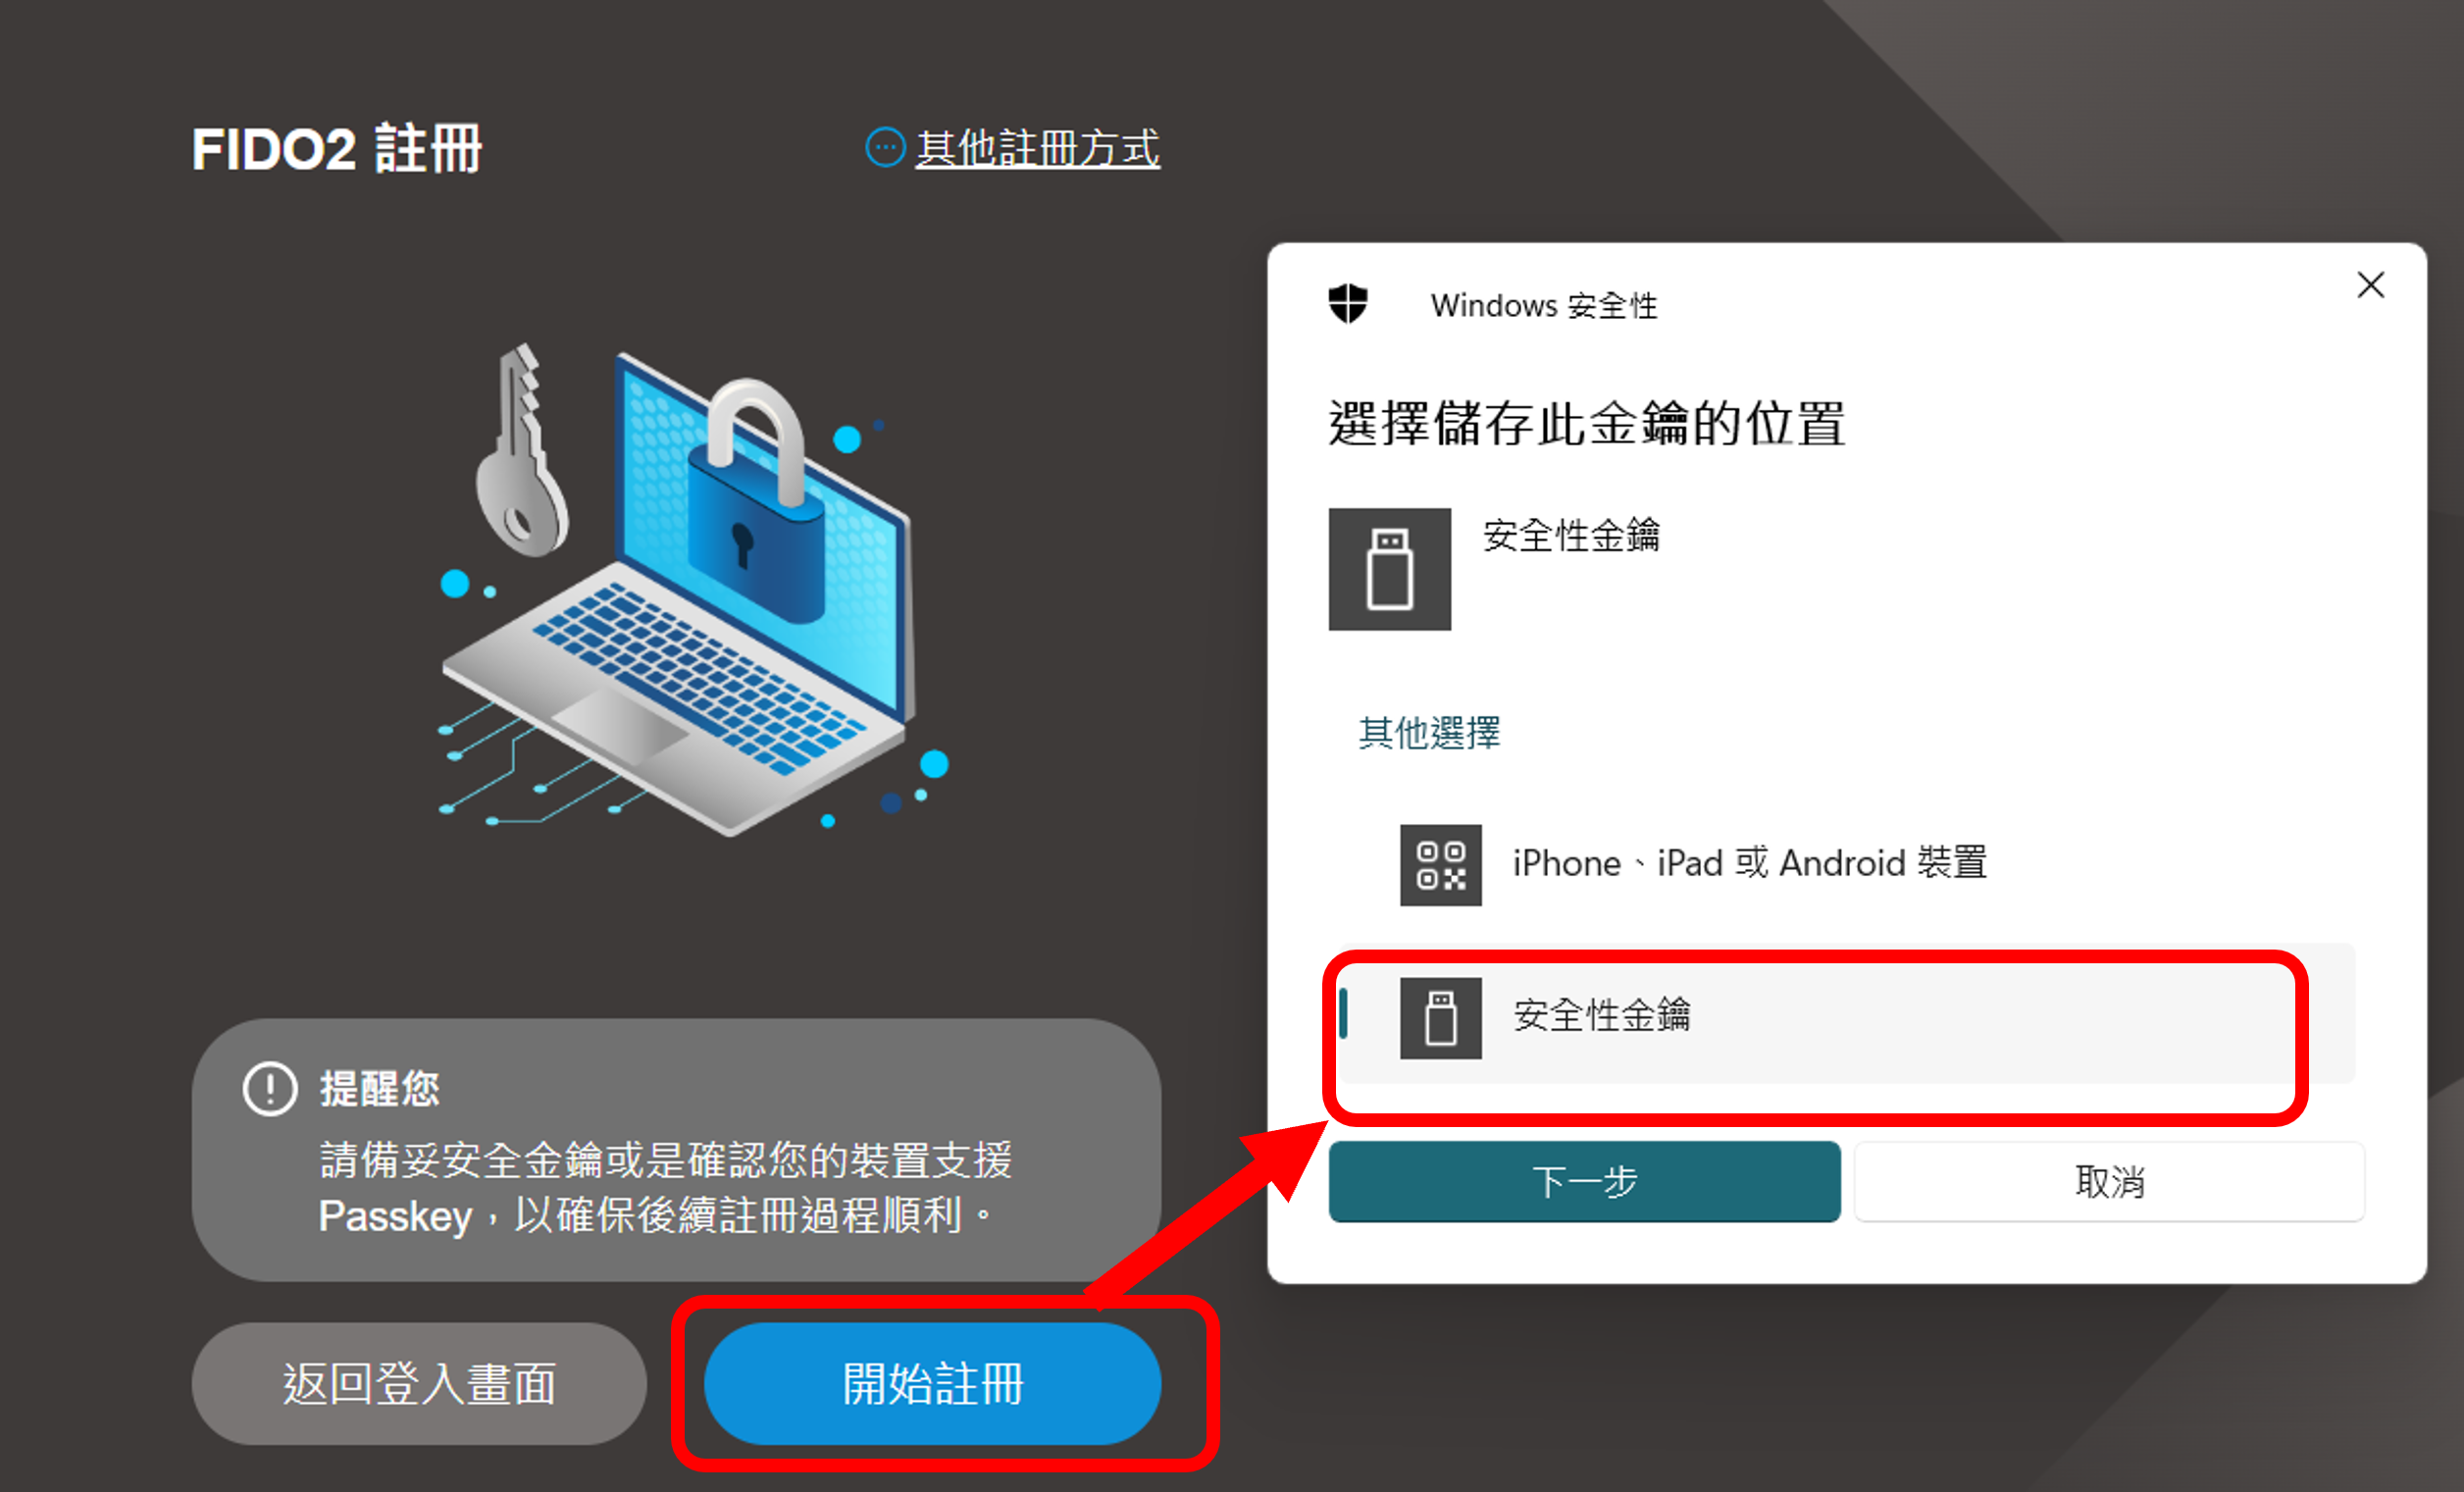 FIDO2 註冊
其他註冊方式
提醒您
請備妥安全金鑰或是確認您的裝置支援
Passkey，以確保後續註冊過程順利。
返回登入畫面
開始註冊
Windows 安全性
選擇儲存此金鑰的位置
安全性金鑰
其他選擇
iPhone、iPad 或 Android 裝置
安全性金鑰
下一步
取消